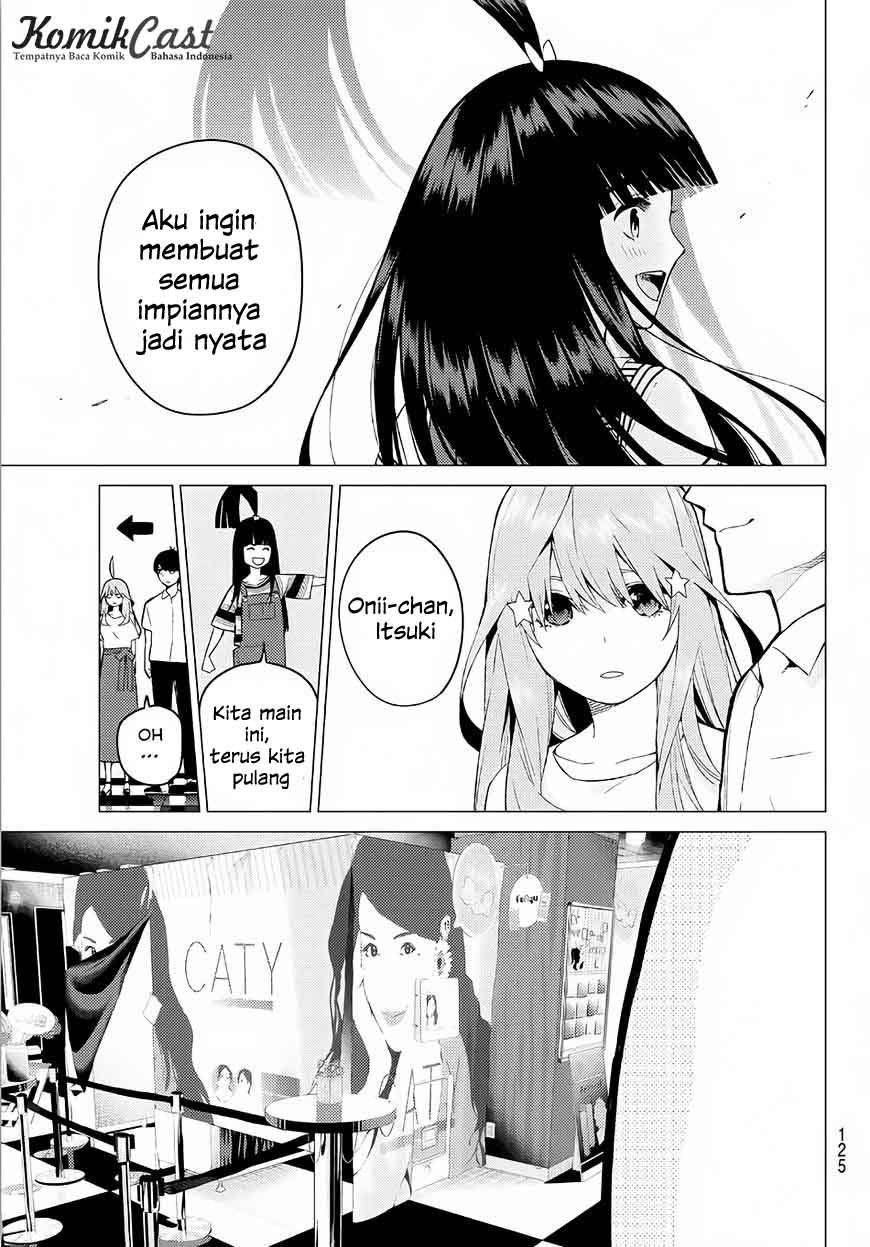 KomikCast
Tempatnya Baca Komik Bahasa Indonesia
Aku ingin
membuat
semua
impiannya
jadi nyata
Onii-chan,
Itsuki
Kita main
ini,
terus kita
pulang
OH
...
CATY
125